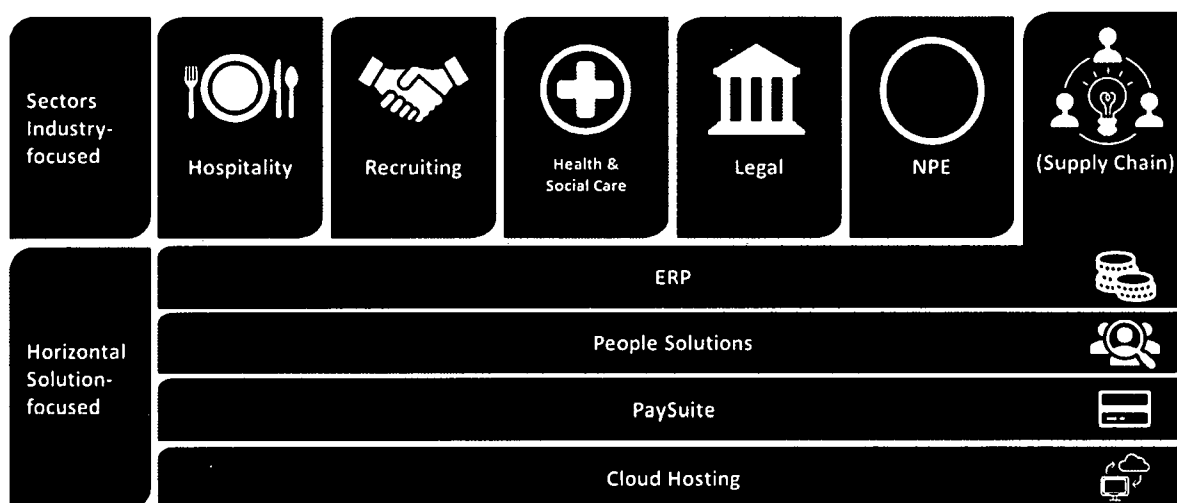 Sectors
Industry-
focused
Hospitality
Recruiting
Health &
Social Care
Legal
NPE
(Supply Chain)
Horizontal
Solution-
focused
ERP
People Solutions
PaySuite
Cloud Hosting